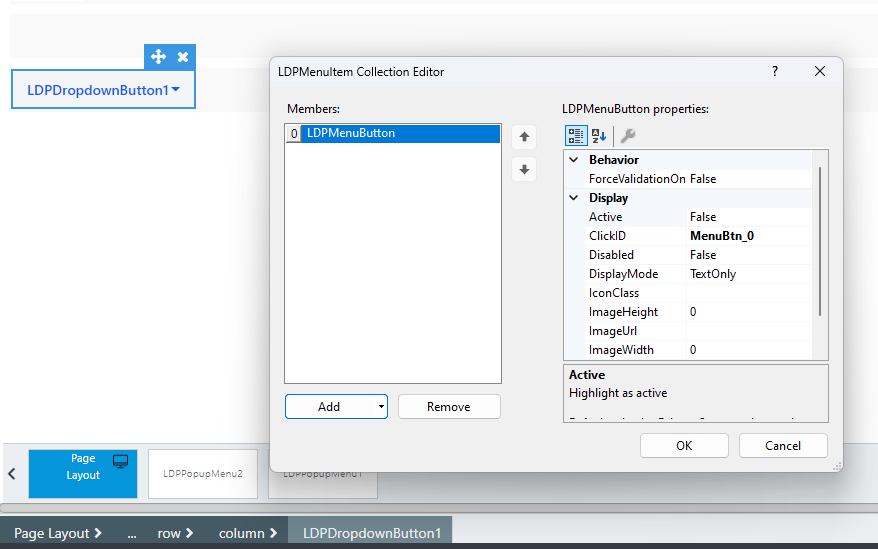 LDPDropdownButton1
LDPMenuItem Collection Editor
?
Members:
0 LDPMenuButton
Add
Remove
LDPMenuButton properties:
A
Z
Behavior
ForceValidationOn False
Display
Active False
ClickID MenuBtn_0
Disabled False
DisplayMode TextOnly
IconClass
ImageHeight 0
ImageUrl
ImageWidth 0
Active
Highlight as active
OK
Cancel
Page
Layout
LDPPopupMenu2
LDPPopupMenu1
Page Layout
...
row
column
LDPDropdownButton1